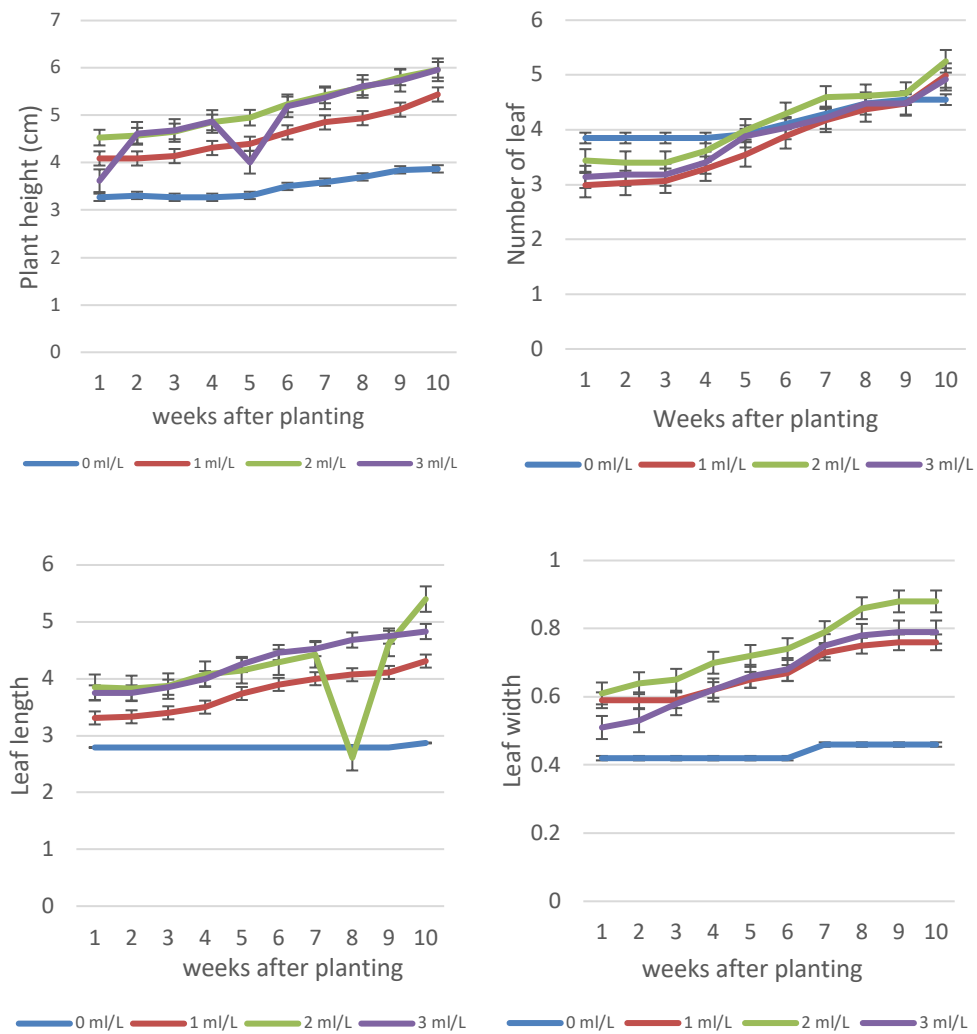 7
6
5
4
3
2
1
0
Plant height (cm)
1 2 3 4 5 6 7 8 9 10
weeks after planting
0 ml/L 1 ml/L 2 ml/L 3 ml/L
6
5
4
3
2
1
0
Number of leaf
1 2 3 4 5 6 7 8 9 10
Weeks after planting
0 ml/L 1 ml/L 2 ml/L 3 ml/L
6
5
4
3
2
1
0
Leaf length
1 2 3 4 5 6 7 8 9 10
weeks after planting
0 ml/L 1 ml/L 2 ml/L 3 ml/L
1
0.8
0.6
0.4
0.2
0
Leaf width
1 2 3 4 5 6 7 8 9 10
weeks after planting
0 ml/L 1 ml/L 2 ml/L 3 ml/L